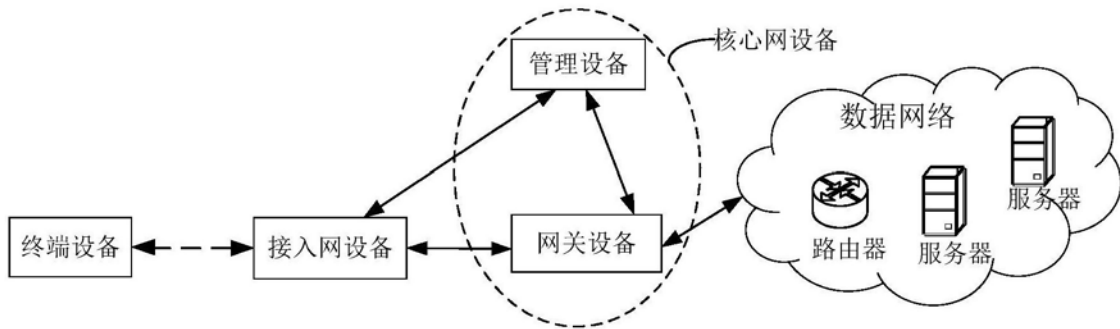 核心网设备
管理设备
数据网络
服务器
终端设备
接入网设备
网关设备
路由器
服务器